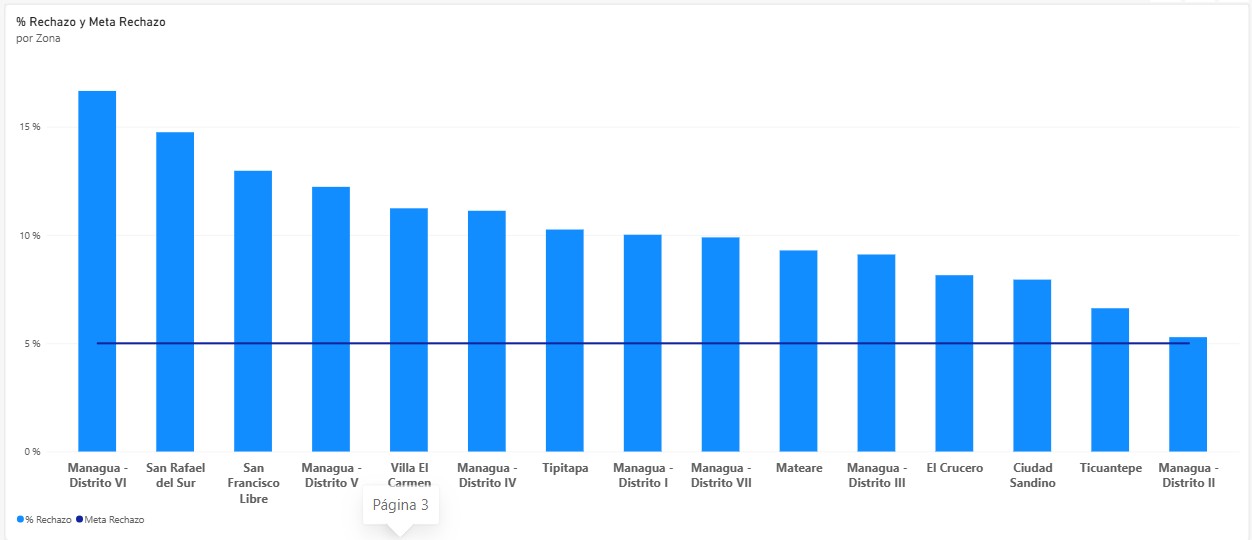 % Rechazo y Meta Rechazo
por Zona
15 %
10 %
5 %
0 %
Managua -
Distrito VI
San Rafael
del Sur
San
Francisco
Libre
Managua -
Distrito V
Villa El
Carmen
Managua -
Distrito IV
Tipitapa
Managua -
Distrito I
Managua -
Distrito VII
Mateare
Managua -
Distrito III
El Crucero
Ciudad
Sandino
Ticuantepe
Managua -
Distrito II
Página 3
% Rechazo Meta Rechazo